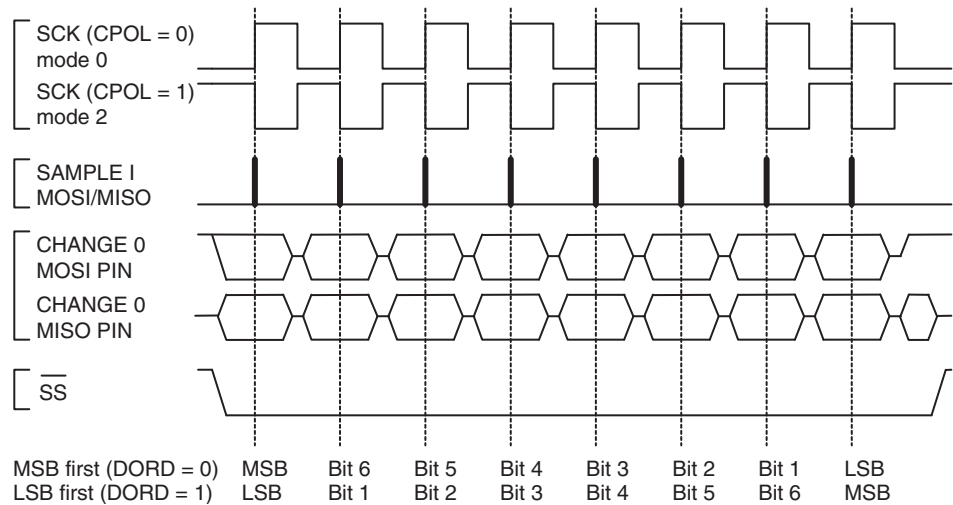 SCK (CPOL = 0)
mode 0
SCK (CPOL = 1)
mode 2
SAMPLE I
MOSI/MISO
CHANGE 0
MOSI PIN
CHANGE 0
MISO PIN
SS
MSB first (DORD = 0) MSB Bit 6 Bit 5 Bit 4 Bit 3 Bit 2 Bit 1 LSB
LSB first (DORD = 1) LSB Bit 1 Bit 2 Bit 3 Bit 4 Bit 5 Bit 6 MSB